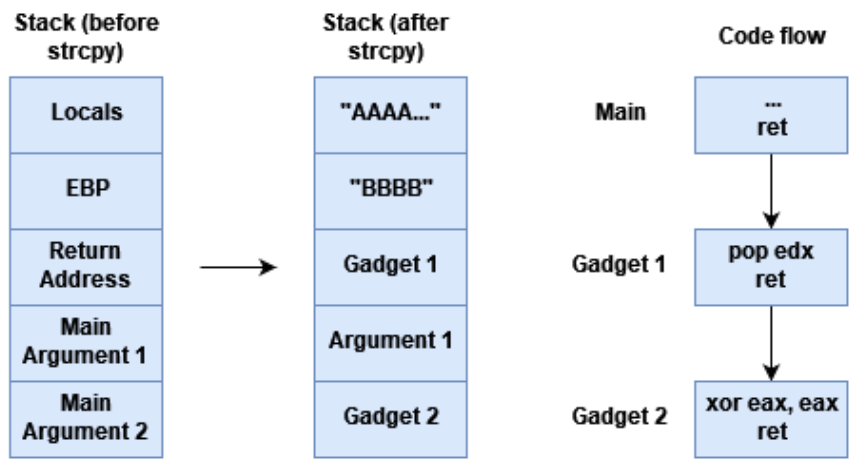 Stack (before
strcpy)
Stack (after
strcpy)
Code flow
Locals
"AAAA..."
Main
...
ret
EBP
"BBBB"
Return
Address
Gadget 1
Gadget 1
pop edx
ret
Main
Argument 1
Argument 1
Main
Argument 2
Gadget 2
Gadget 2
xor eax, eax
ret